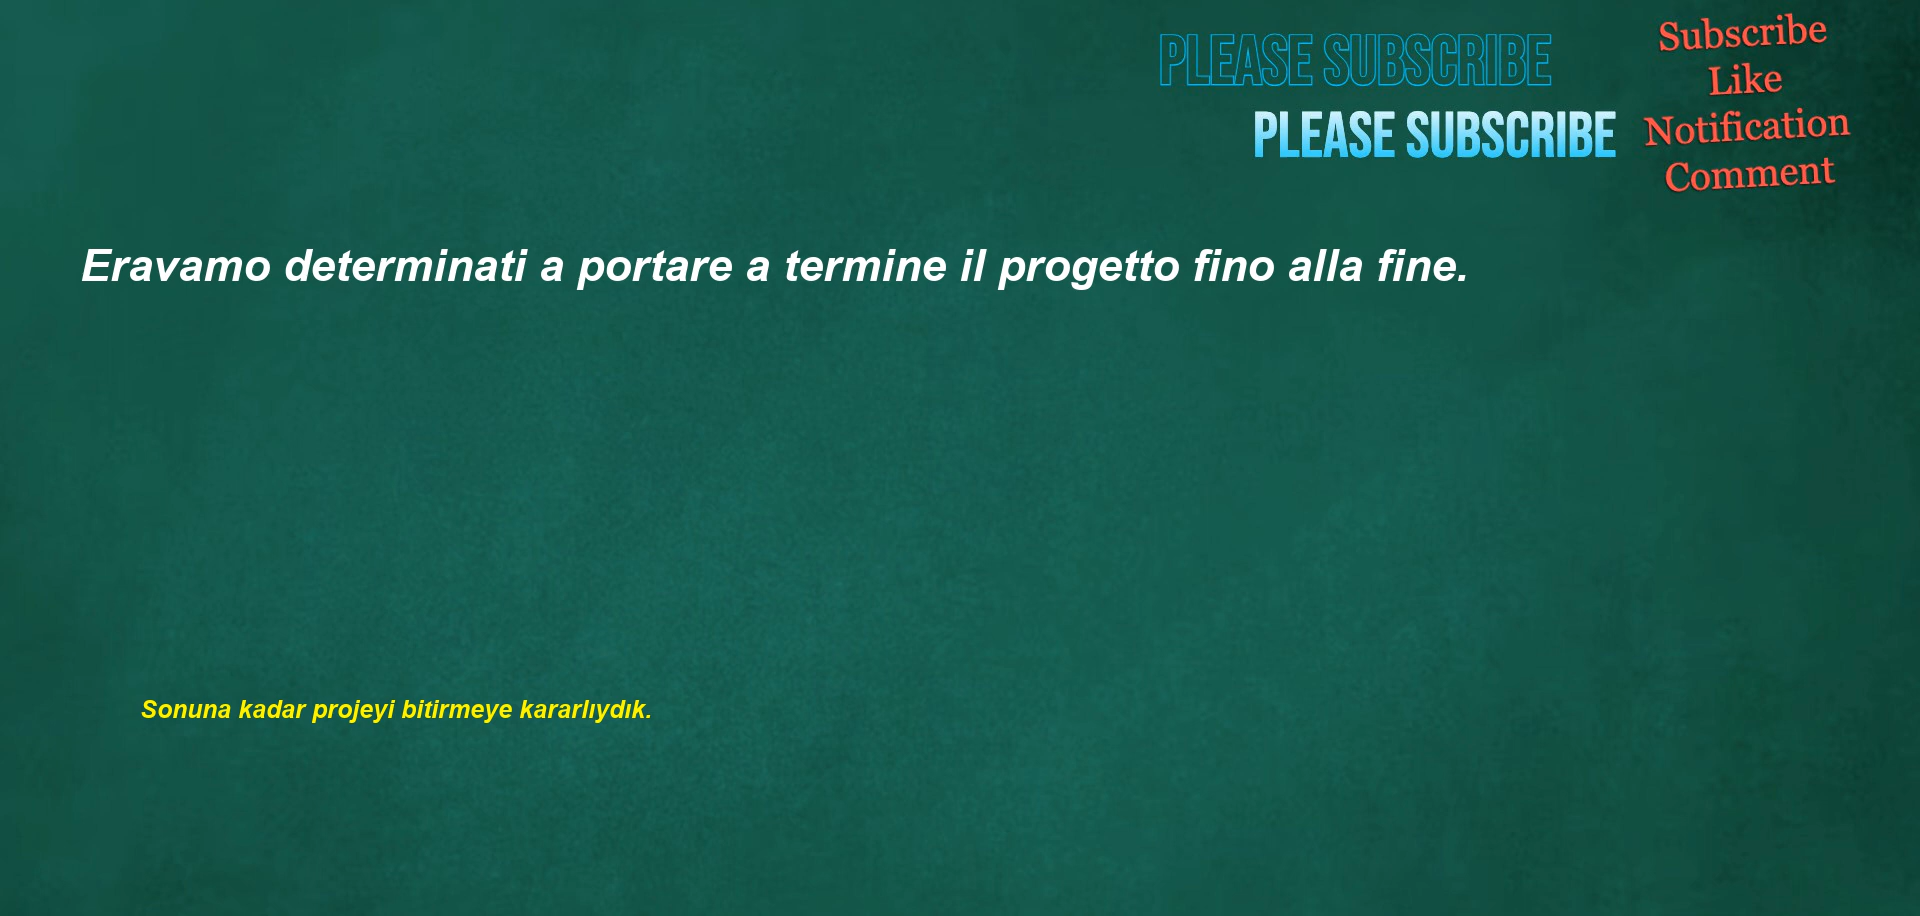 PLEASE SUBSCRIBE
PLEASE SUBSCRIBE
Subscribe
Like
Notification
Comment
Eravamo determinati a portare a termine il progetto fino alla fine.
Sonuna kadar projeyi bitirmeye kararlıydık.